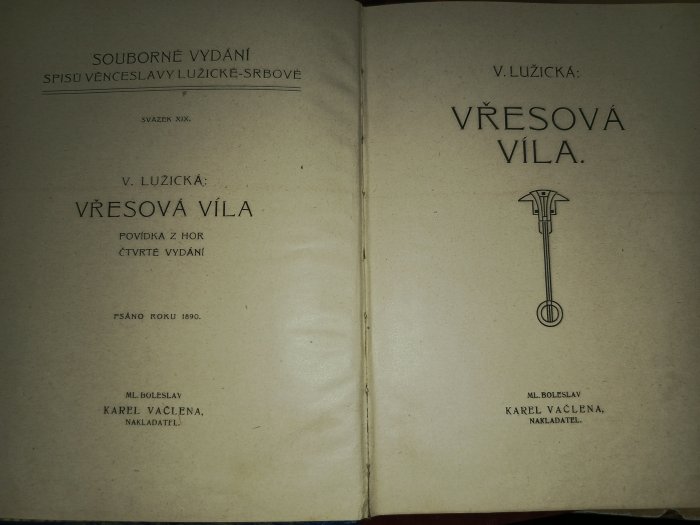 SOUBORNÉ VYDÁNÍ
SPISŮ VĚNCESLAVY LUŽICKÉ-SRBOVÉ
SVAZEK XIX.
V. LUŽICKÁ:
VŘESOVÁ VÍLA
POVÍDKA Z HOR
ČTVRTÉ VYDÁNÍ
PSÁNO ROKU 1890.
ML. BOLESLAV
KAREL VAČLENA,
NAKLADATEL.
V. LUŽICKÁ:
VŘESOVÁ
VÍLA.
ML. BOLESLAV
KAREL VAČLENA,
NAKLADATEL.